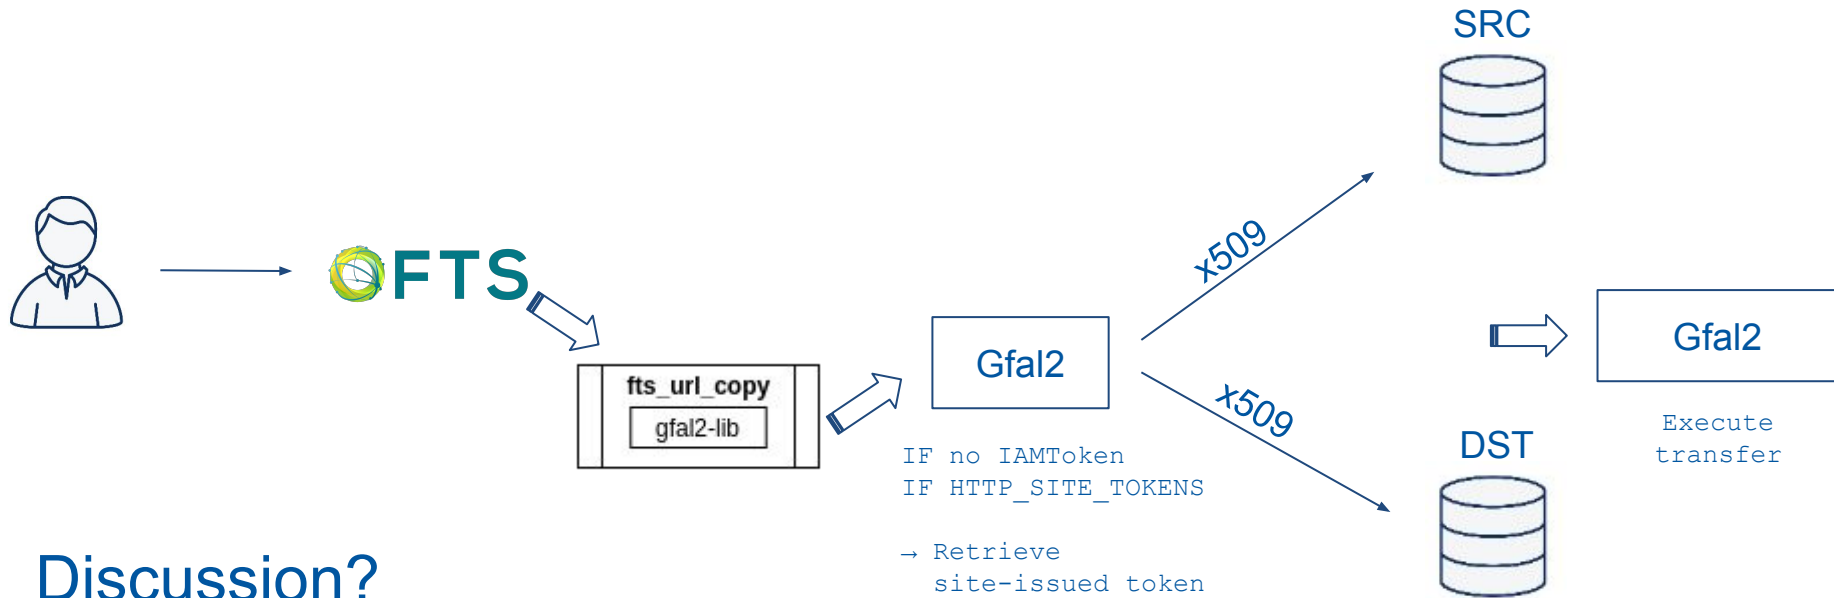 SRC
x509
FTS
fts_url_copy
gfal2-lib
Gfal2
IF no IAMToken
IF HTTP_SITE_TOKENS
→ Retrieve
site-issued token
x509
DST
Gfal2
Execute
transfer
Discussion?